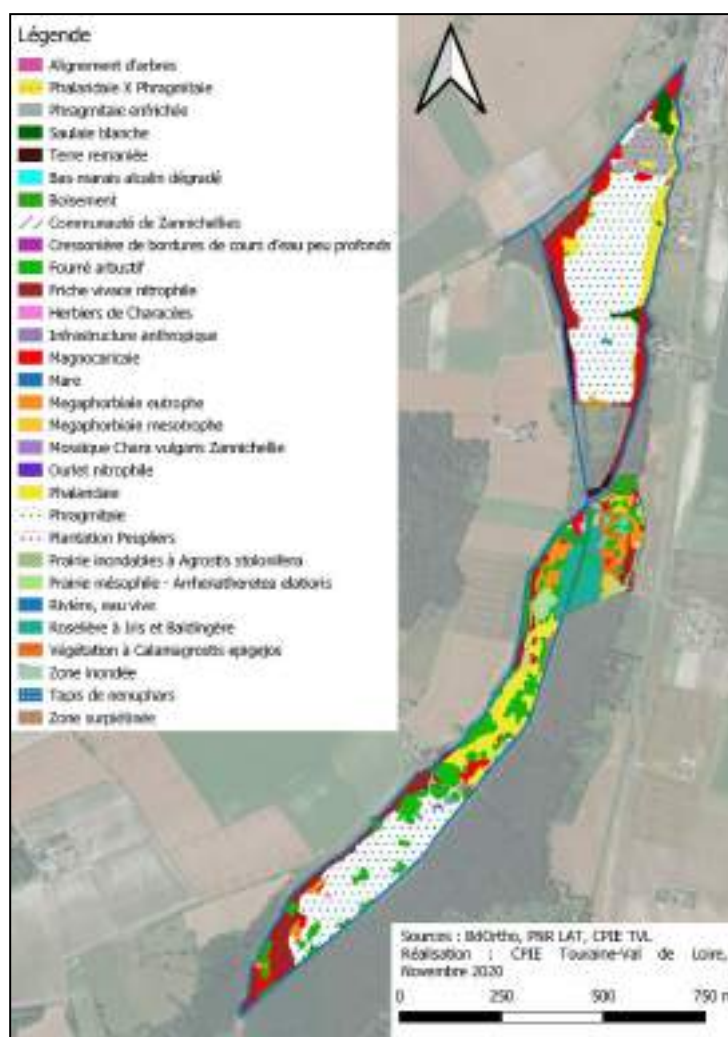 Légende
Alignement d'arbres
Phalaridaie X Phragmitaie
Phragmitaie enfrichée
Saulaie blanche
Terre remaniée
Bas marais alcalin dégradé
Boisement
Communauté de Zannichellies
Cressonière de bordures de cours d'eau peu profonds
Fourré arbustif
Friche vivace nitrophile
Herbiers de Characées
Infrastructure anthropique
Magnocariçaie
Mare
Megaphorbiaie eutrophe
Megaphorbiaie mesotrophe
Mosaïque Chara vulgaris Zannichellie
Ourlet nitrophile
Phalaridaie
Phragmitaie
Plantation Peupliers
Prairie inondables à Agrostis stolonifera
Prairie mésophile - Arrhenatheretea elatioris
Rivière, eau vive
Roselière à Iris et Baldingère
Végétation à Calamagrostis epigejos
Zone inondée
Tapis de nenuphars
Zone surpiétinée
Sources : BdOrtho, PNR LAT, CPIE TVL
Réalisation : CPIE Touraine-Val de Loire,
Novembre 2020
0 250 500 750 m